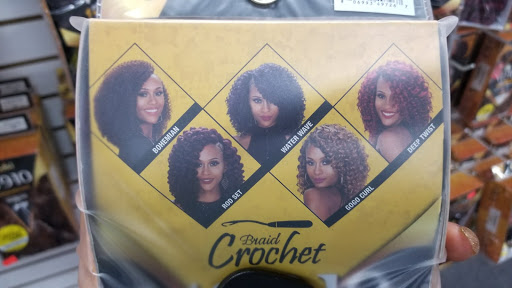 BOHEMIAN
WATER WAVE
DEEP TWIST
ROD SET
GOGO CURL
Braid
Crochet